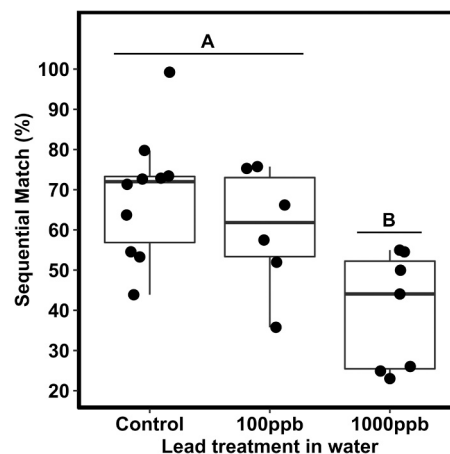 A
B
Sequential Match (%)
100
90
80
70
60
50
40
30
20
Control 100ppb 1000ppb
Lead treatment in water